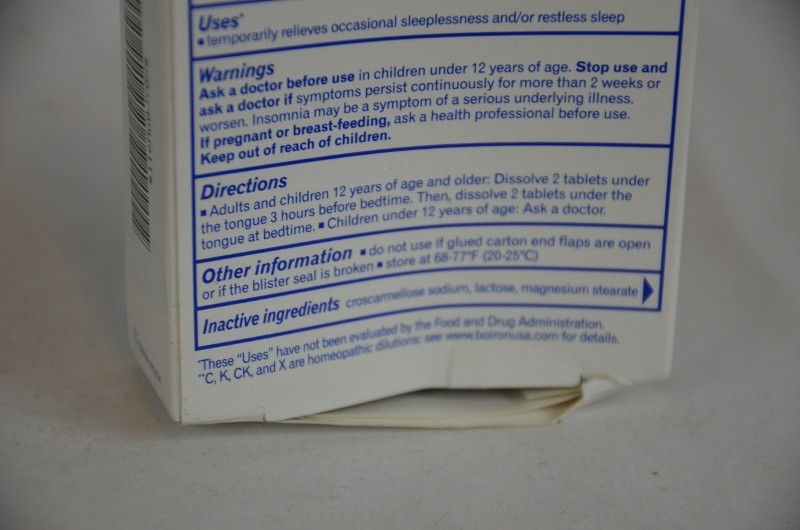 Uses*
▪ temporarily relieves occasional sleeplessness and/or restless sleep
Warnings
Ask a doctor before use in children under 12 years of age. Stop use and
ask a doctor if symptoms persist continuously for more than 2 weeks or
worsen. Insomnia may be a symptom of a serious underlying illness.
If pregnant or breast-feeding, ask a health professional before use.
Keep out of reach of children.
Directions
▪ Adults and children 12 years of age and older: Dissolve 2 tablets under
the tongue 3 hours before bedtime. Then, dissolve 2 tablets under the
tongue at bedtime. ▪ Children under 12 years of age: Ask a doctor.
Other information ▪ do not use if glued carton end flaps are open
or if the blister seal is broken ▪ store at 68-77°F (20-25°C)
Inactive ingredients croscarmellose sodium, lactose, magnesium stearate
*These "Uses" have not been evaluated by the Food and Drug Administration.
**C, K, CK, and X are homeopathic dilutions: see www.boironusa.com for details.